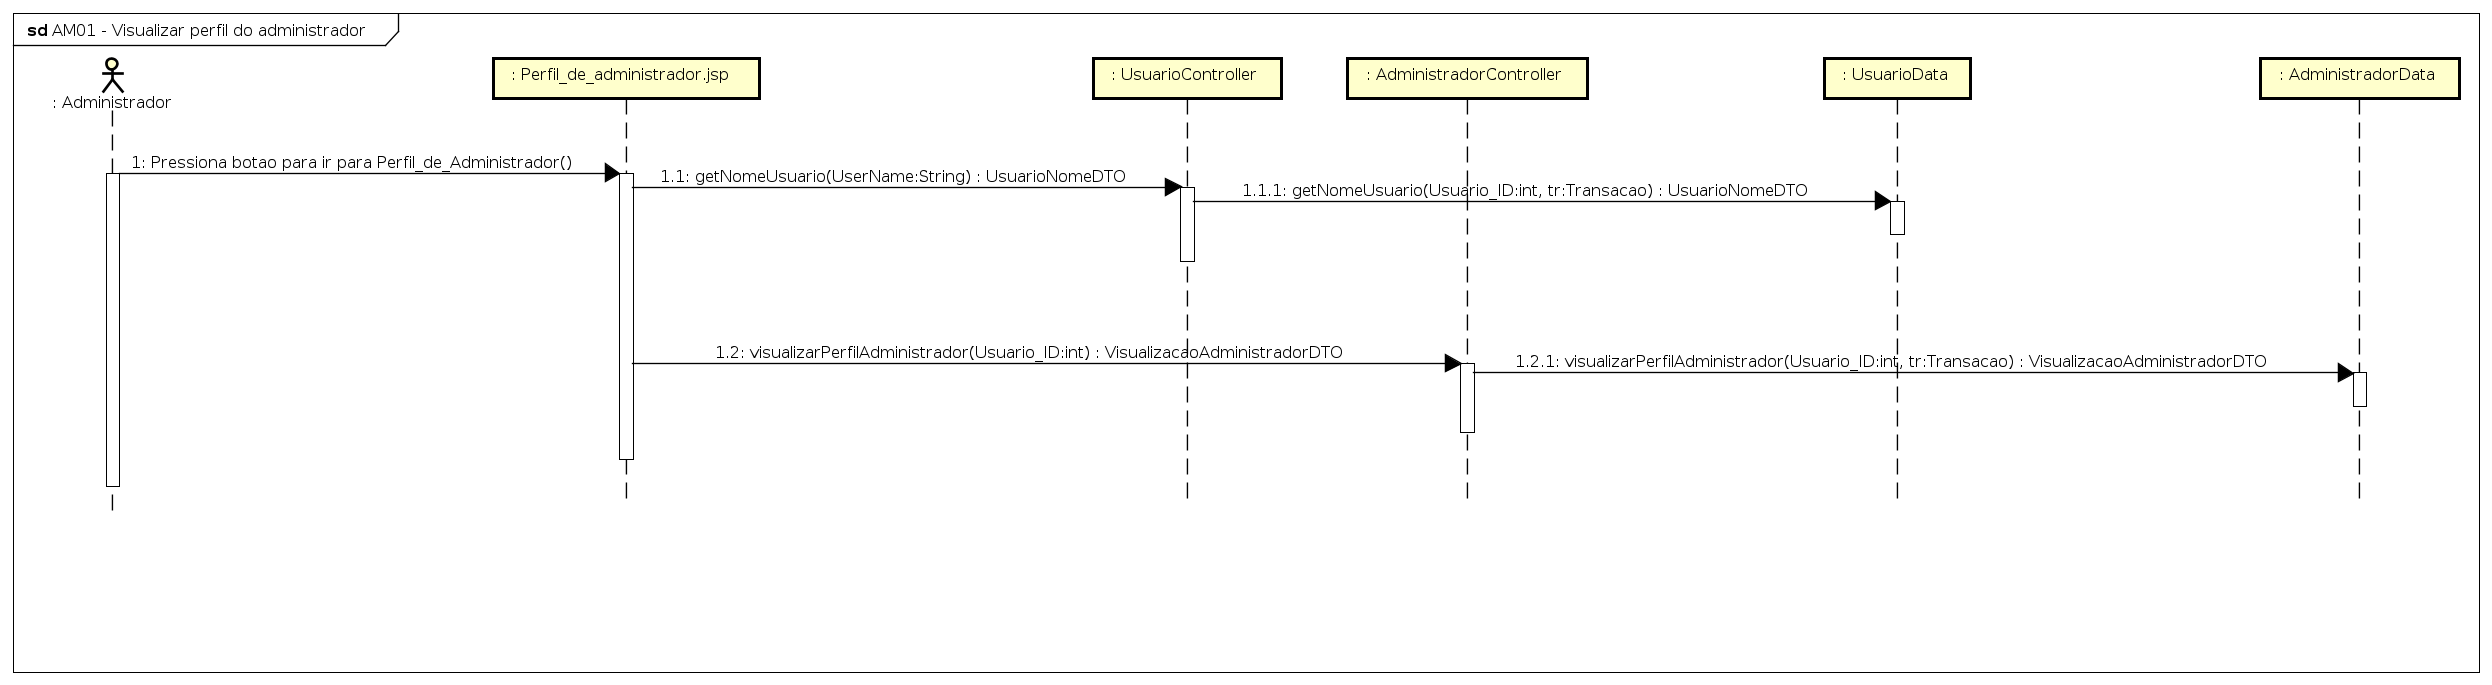 sd AM01 - Visualizar perfil do administrador
: Administrador
: Perfil_de_administrador.jsp
: UsuarioController
: AdministradorController
: UsuarioData
: AdministradorData
1: Pressiona botao para ir para Perfil_de_Administrador()
1.1: getNomeUsuario(UserName:String) : UsuarioNomeDTO
1.1.1: getNomeUsuario(Usuario_ID:int, tr:Transacao) : UsuarioNomeDTO
1.2: visualizarPerfilAdministrador(Usuario_ID:int) : VisualizacaoAdministradorDTO
1.2.1: visualizarPerfilAdministrador(Usuario_ID:int, tr:Transacao) : VisualizacaoAdministradorDTO